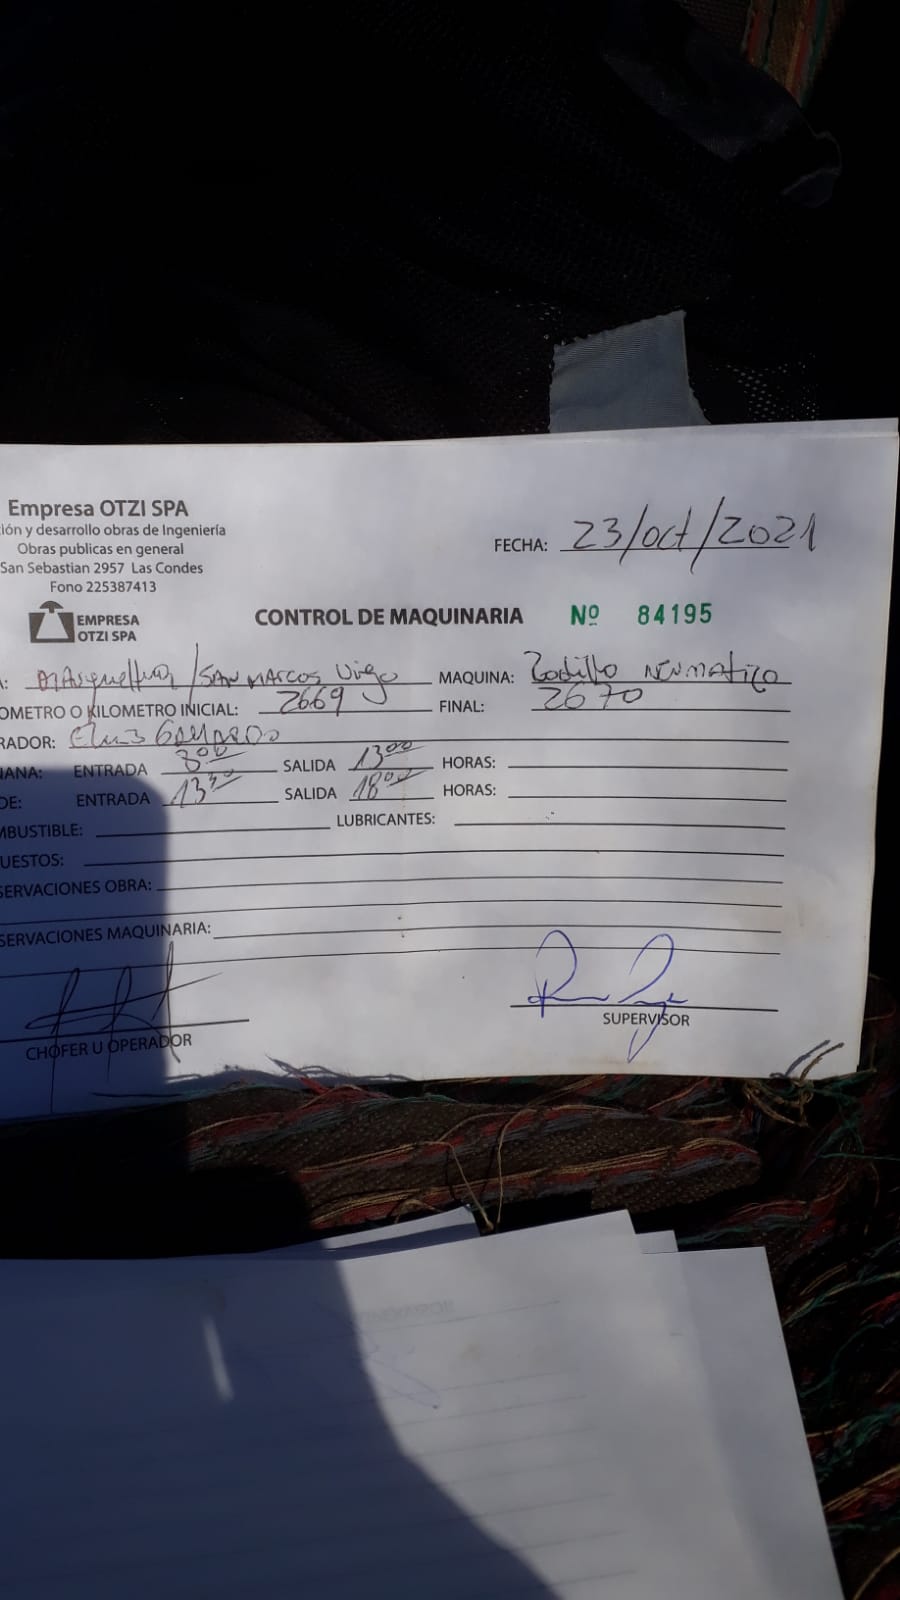 Empresa OTZI SPA
ión y desarrollo obras de Ingeniería
Obras publicas en general
San Sebastian 2957 Las Condes
Fono 225387413
FECHA: 23/oct/2021
EMPRESA
OTZI SPA
CONTROL DE MAQUINARIA Nº 84195
A: / SAN MARCOS Viejo MAQUINA: Rodillo NEUMATICO
OMETRO O KILOMETRO INICIAL: 2669 FINAL: 2670
RADOR: GALLARDO
ANA: ENTRADA 8:00 SALIDA 13:00 HORAS:
DE: ENTRADA 13:30 SALIDA 18:00 HORAS:
MBUSTIBLE: LUBRICANTES:
UESTOS:
SERVACIONES OBRA:
SERVACIONES MAQUINARIA:
CHOFER U OPERADOR
SUPERVISOR